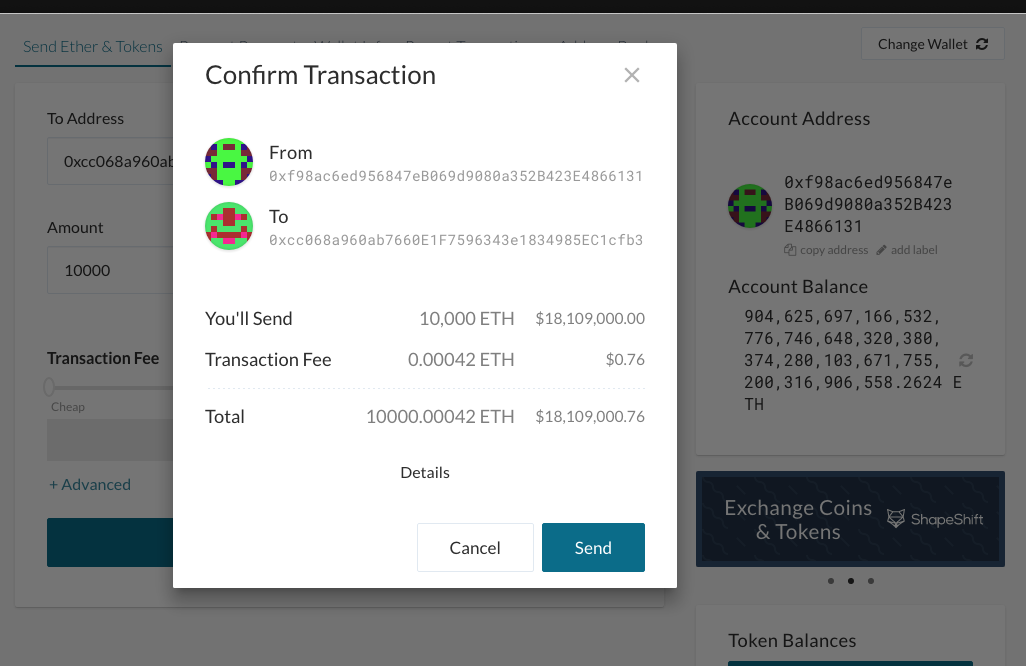 Send Ether & Tokens
Change Wallet
To Address
0xcc068a960ab
Amount
10000
Transaction Fee
Cheap
+ Advanced
Confirm Transaction
From
0xf98ac6ed956847eB069d9080a352B423E4866131
To
0xcc068a960ab7660E1F7596343e1834985EC1cfb3
You'll Send 10,000 ETH $18,109,000.00
Transaction Fee 0.00042 ETH $0.76
Total 10000.00042 ETH $18,109,000.76
Details
Cancel Send
Account Address
0xf98ac6ed956847e
B069d9080a352B423
E4866131
copy address add label
Account Balance
904,625,697,166,532,
776,746,648,320,380,
374,280,103,671,755,
200,316,906,558.2624 E
TH
Exchange Coins
& Tokens
ShapeShift
Token Balances